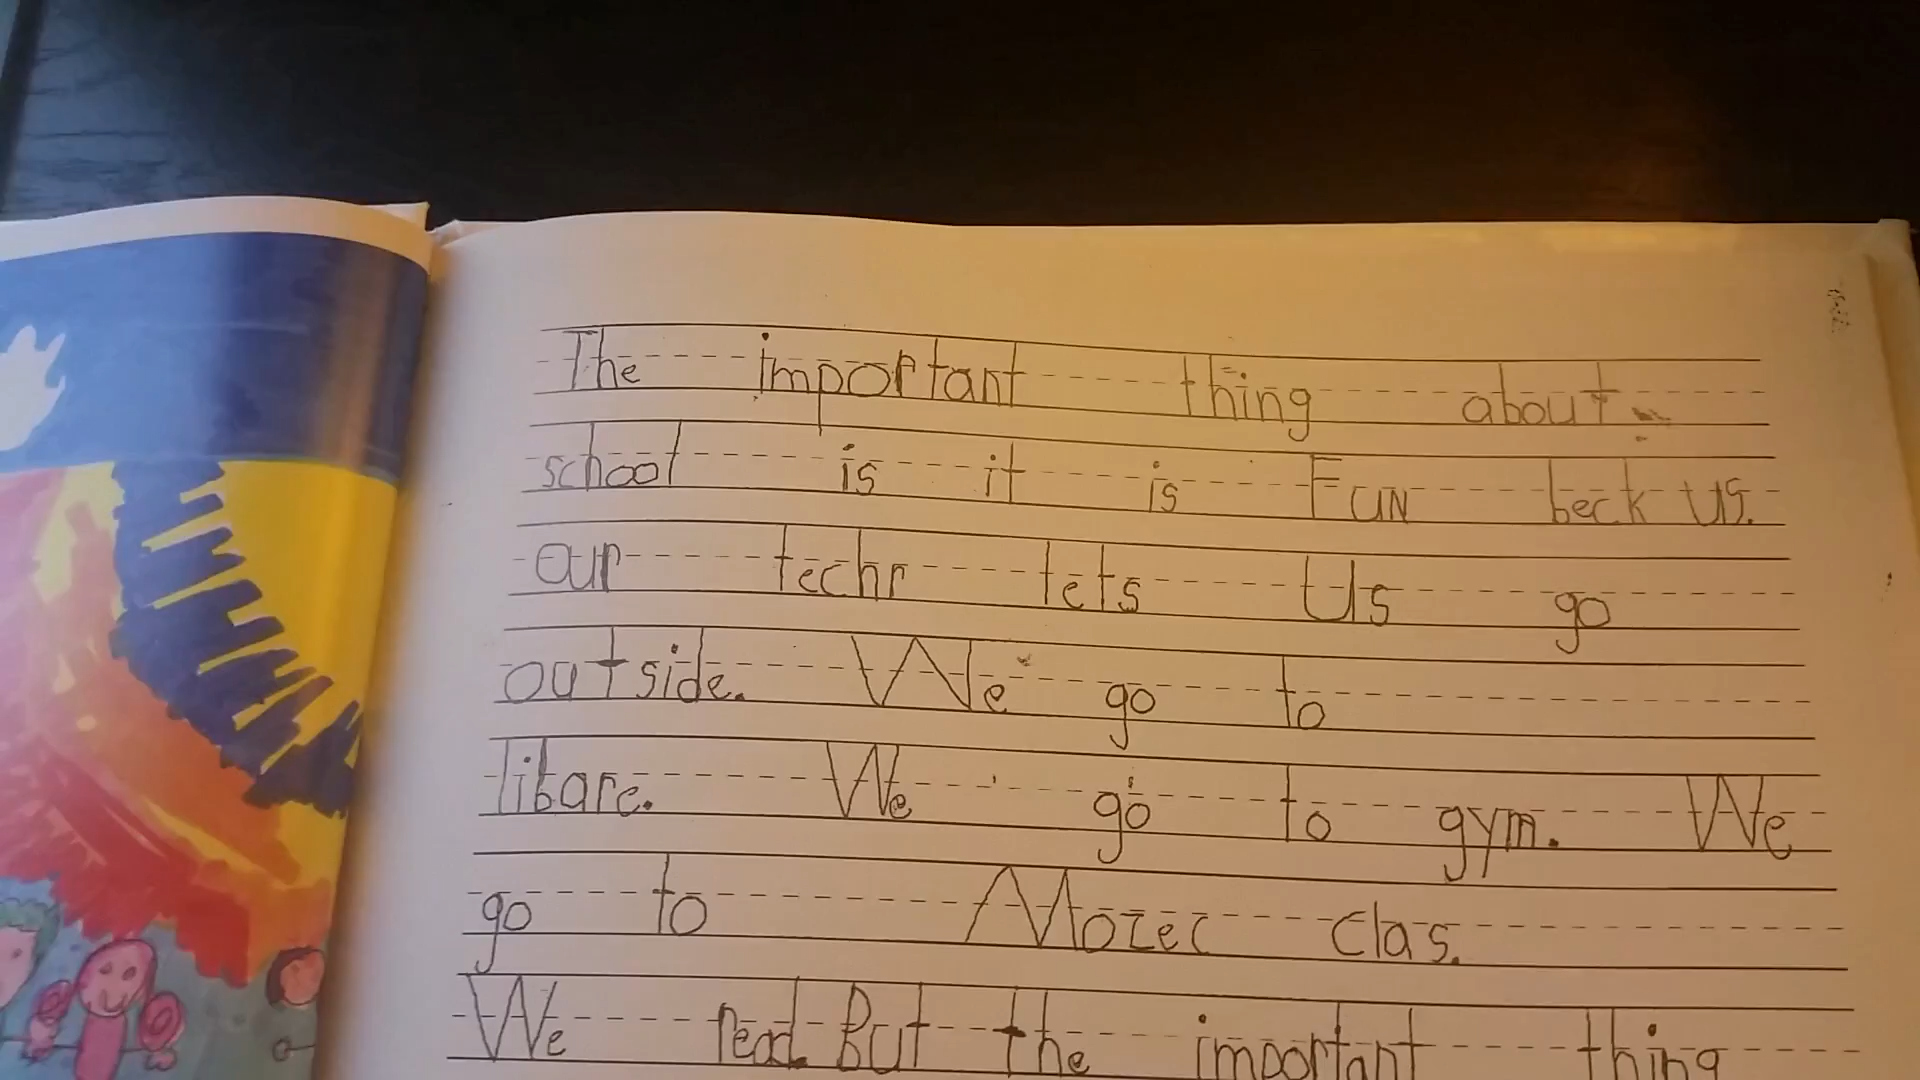 The important thing about
school is it is FuN beck us.
our techr lets Us go
outside. We go to
libare. We go to gym. We
go to Mozec clas.
We read. But the important thing